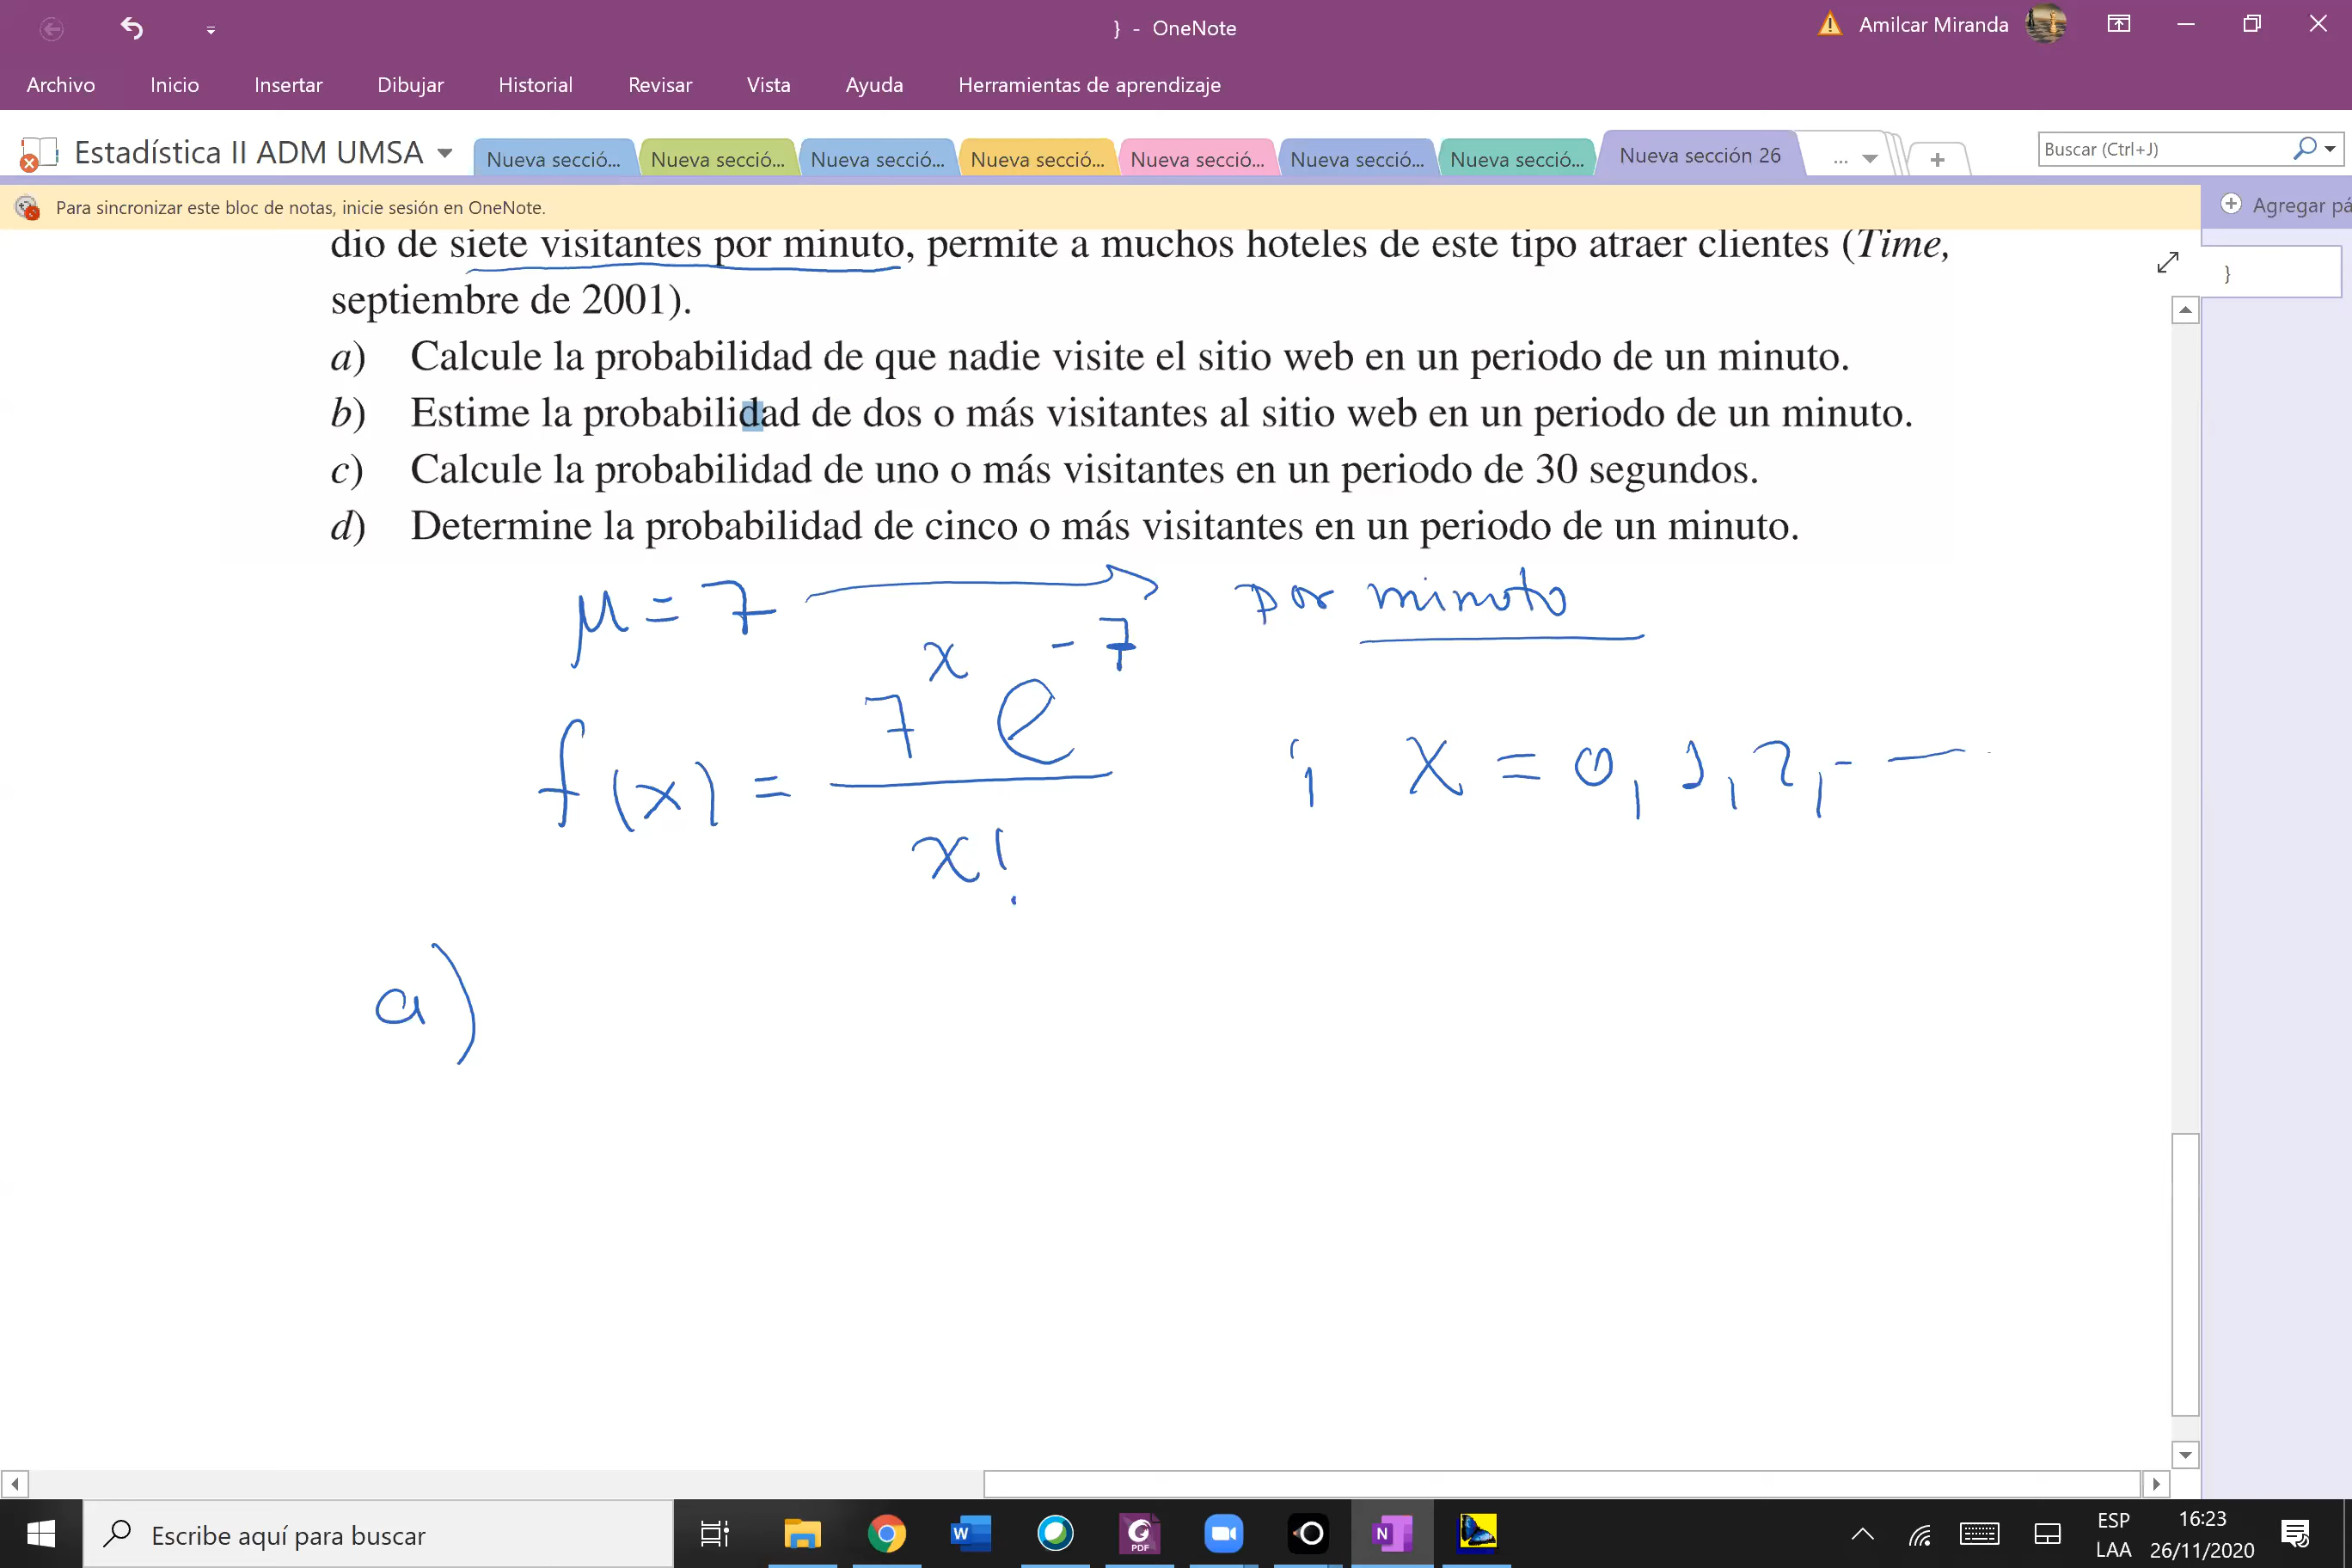 } - OneNote
Amilcar Miranda
Archivo Inicio Insertar Dibujar Historial Revisar Vista Ayuda Herramientas de aprendizaje
Estadística II ADM UMSA
Nueva secció... Nueva secció... Nueva secció... Nueva secció... Nueva secció... Nueva secció... Nueva secció... Nueva sección 26 ... +
Buscar (Ctrl+J)
Para sincronizar este bloc de notas, inicie sesión en OneNote.
Agregar pá
}
dio de siete visitantes por minuto, permite a muchos hoteles de este tipo atraer clientes (Time,
septiembre de 2001).
a) Calcule la probabilidad de que nadie visite el sitio web en un periodo de un minuto.
b) Estime la probabilidad de dos o más visitantes al sitio web en un periodo de un minuto.
c) Calcule la probabilidad de uno o más visitantes en un periodo de 30 segundos.
d) Determine la probabilidad de cinco o más visitantes en un periodo de un minuto.
μ = 7 → por minuto
f(x) = 7^x e^-7 / x! ; x = 0, 1, 2, - —
a)
Escribe aquí para buscar
ESP
LAA
16:23
26/11/2020